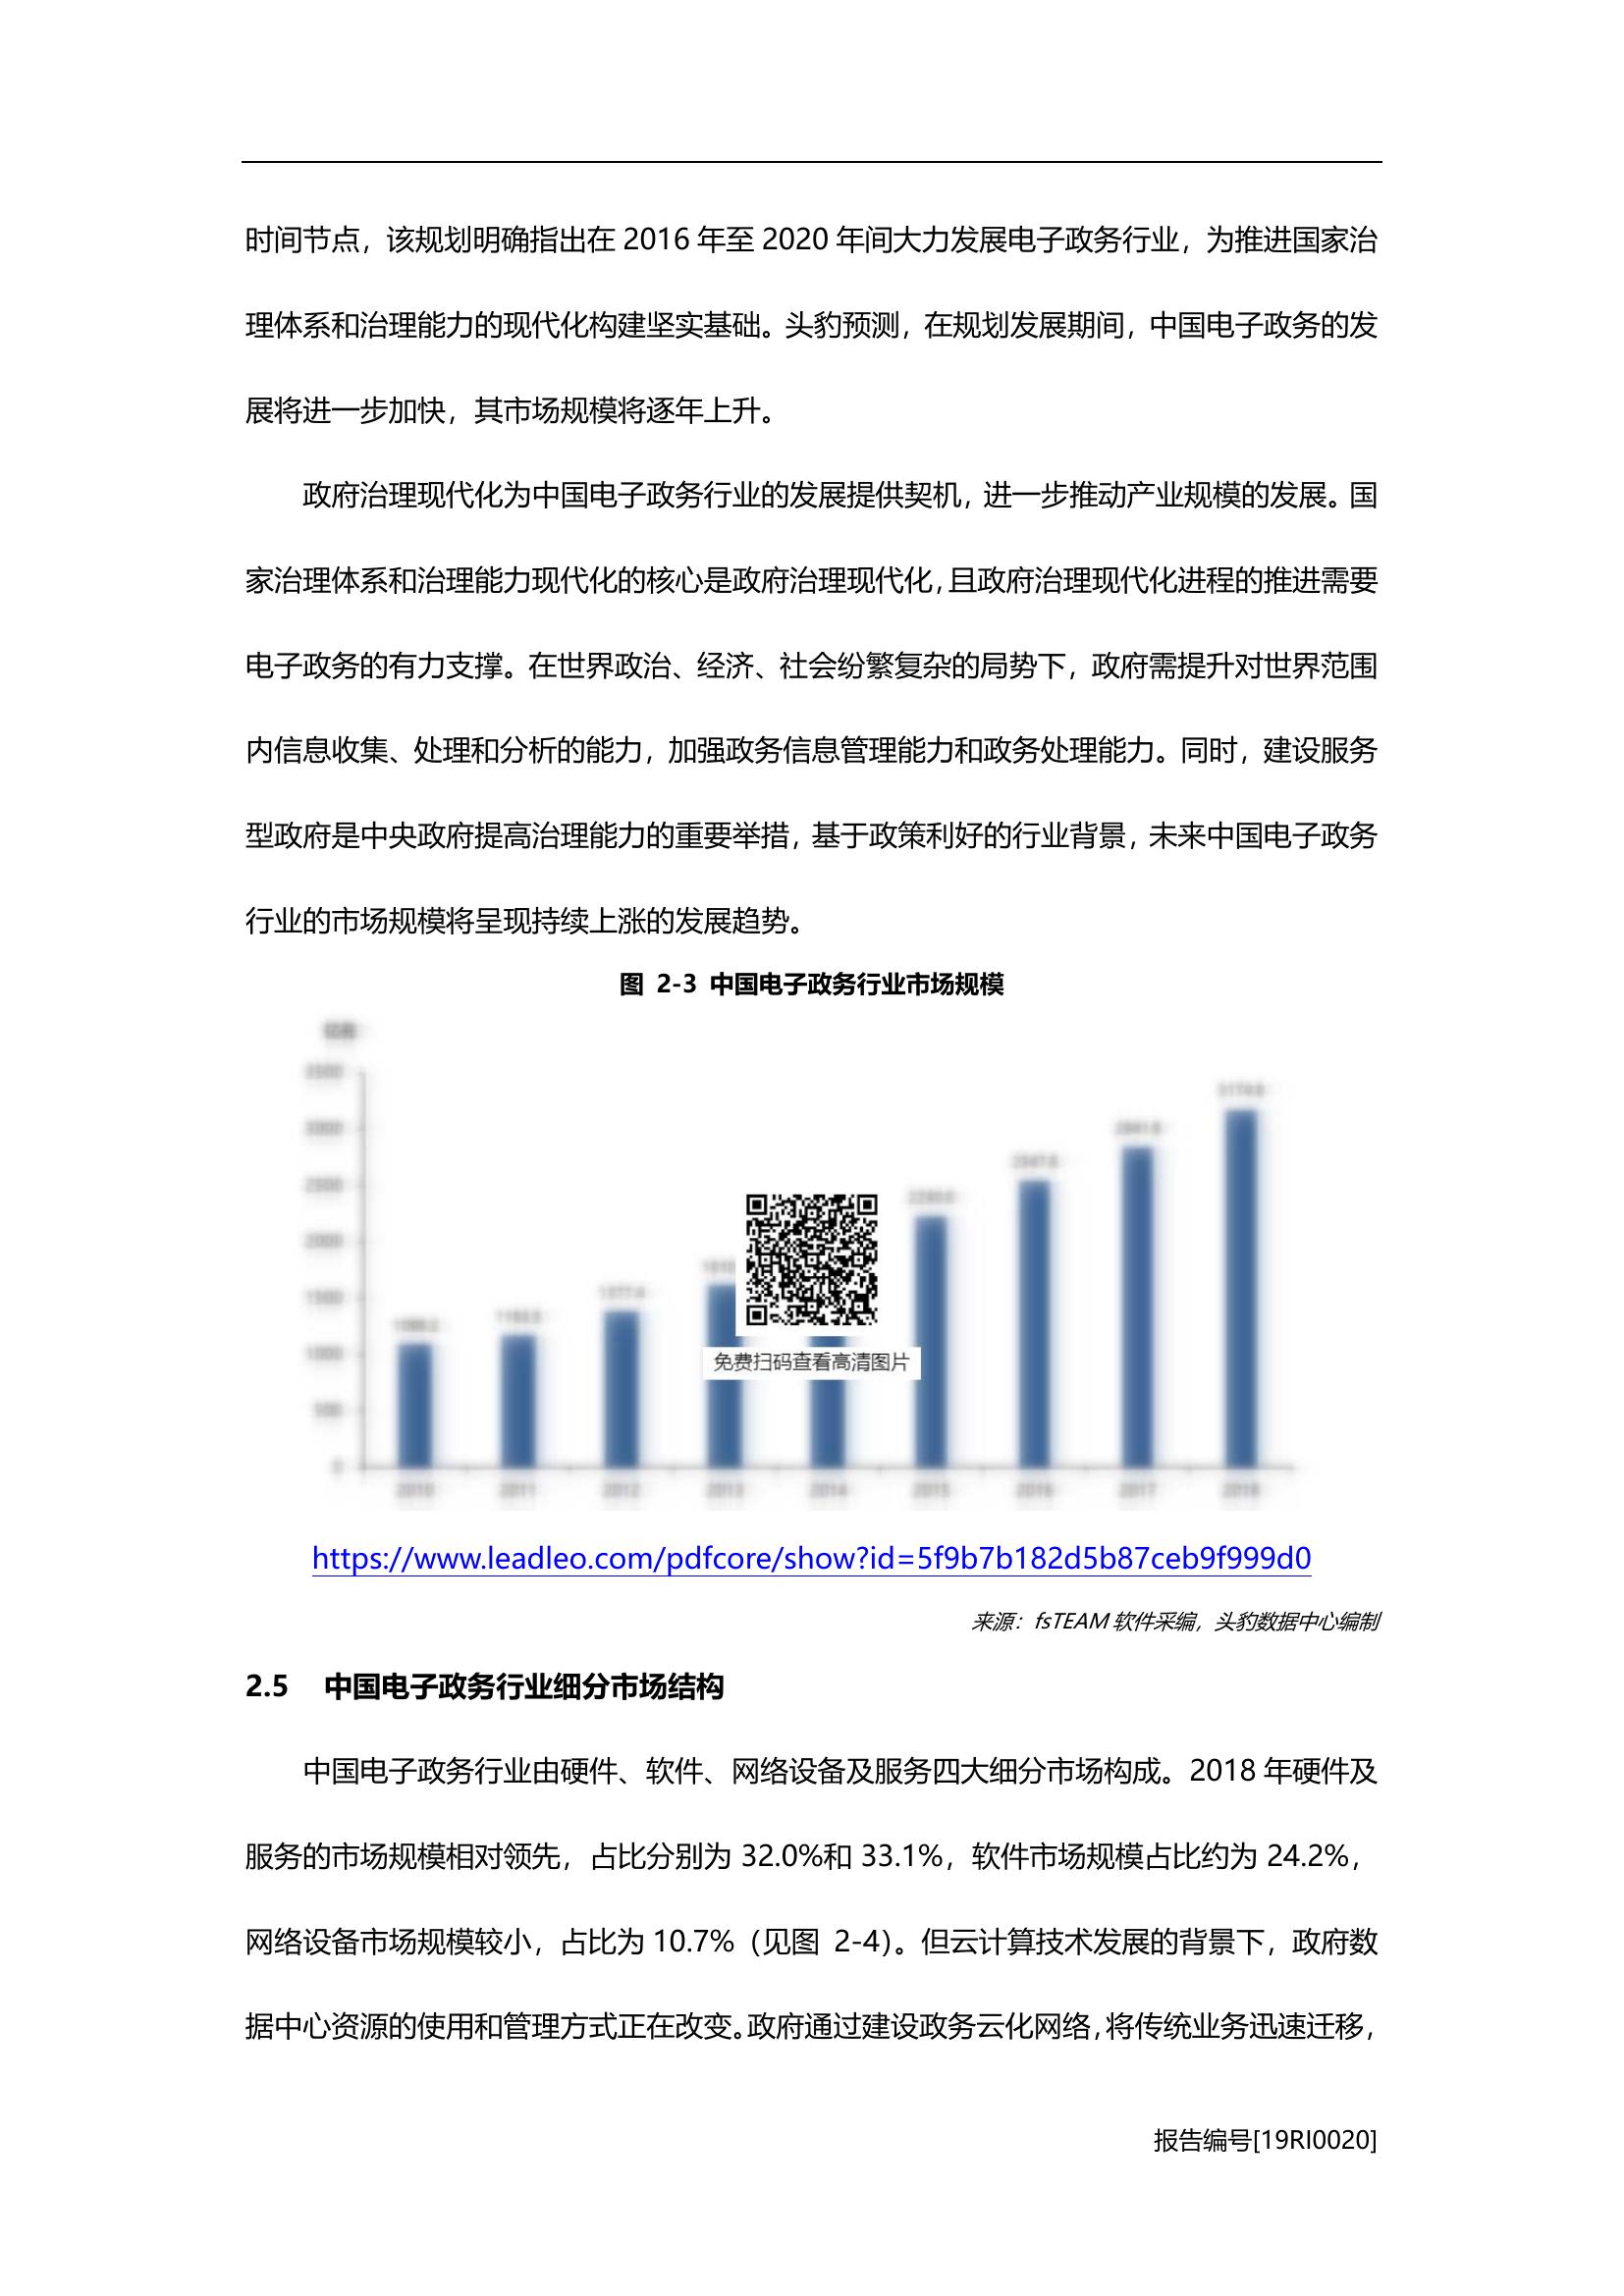 时间节点，该规划明确指出在 2016 年至 2020 年间大力发展电子政务行业，为推进国家治
理体系和治理能力的现代化构建坚实基础。头豹预测，在规划发展期间，中国电子政务的发
展将进一步加快，其市场规模将逐年上升。
政府治理现代化为中国电子政务行业的发展提供契机，进一步推动产业规模的发展。国
家治理体系和治理能力现代化的核心是政府治理现代化，且政府治理现代化进程的推进需要
电子政务的有力支撑。在世界政治、经济、社会纷繁复杂的局势下，政府需提升对世界范围
内信息收集、处理和分析的能力，加强政务信息管理能力和政务处理能力。同时，建设服务
型政府是中央政府提高治理能力的重要举措，基于政策利好的行业背景，未来中国电子政务
行业的市场规模将呈现持续上涨的发展趋势。
图 2-3 中国电子政务行业市场规模
3500
3000
2500
2000
1500
1000
500
0
免费扫码查看高清图片
2010 2011 2012 2013 2014 2015 2016 2017 2018
https://www.leadleo.com/pdfcore/show?id=5f9b7b182d5b87ceb9f999d0
来源：fsTEAM 软件采编，头豹数据中心编制
2.5 中国电子政务行业细分市场结构
中国电子政务行业由硬件、软件、网络设备及服务四大细分市场构成。2018 年硬件及
服务的市场规模相对领先，占比分别为 32.0%和 33.1%，软件市场规模占比约为 24.2%，
网络设备市场规模较小，占比为 10.7%（见图 2-4）。但云计算技术发展的背景下，政府数
据中心资源的使用和管理方式正在改变。政府通过建设政务云化网络，将传统业务迅速迁移，
报告编号[19RI0020]